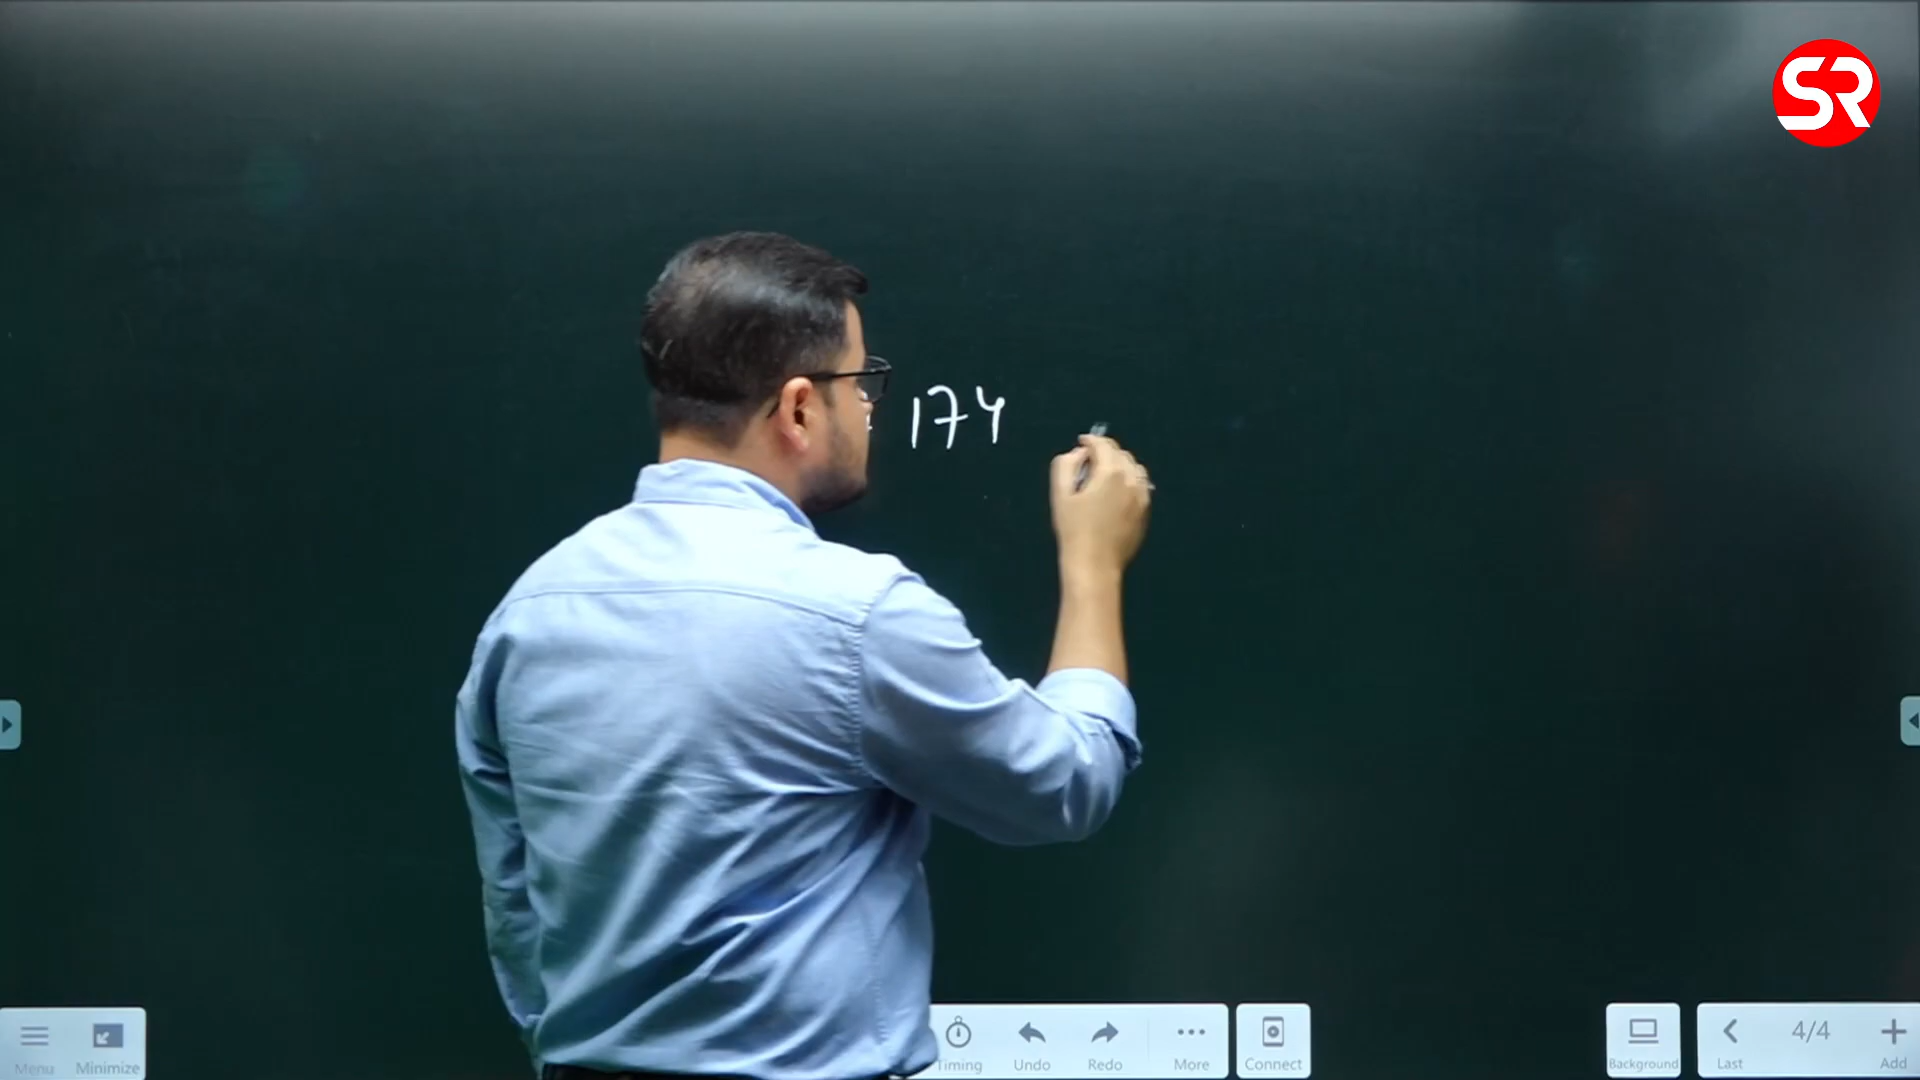 SR
174
Menu
Minimize
Timing
Undo
Redo
More
Connect
Background
Last
4/4
Add